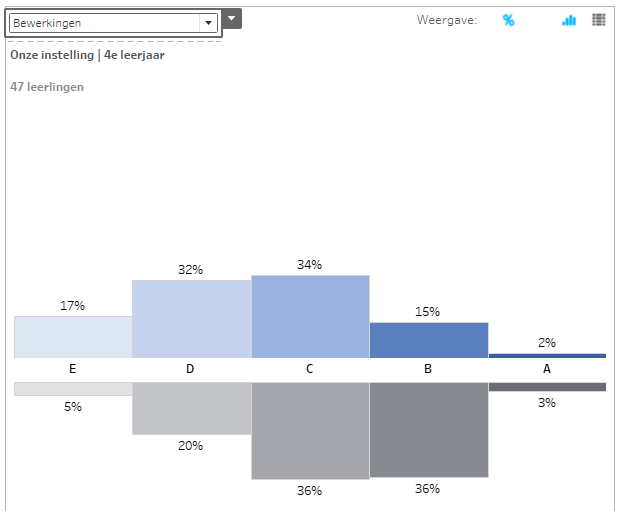 Bewerkingen
Weergave: %
Onze instelling | 4e leerjaar
47 leerlingen
17% 32% 34% 15% 2%
E D C B A
5% 20% 36% 36% 3%